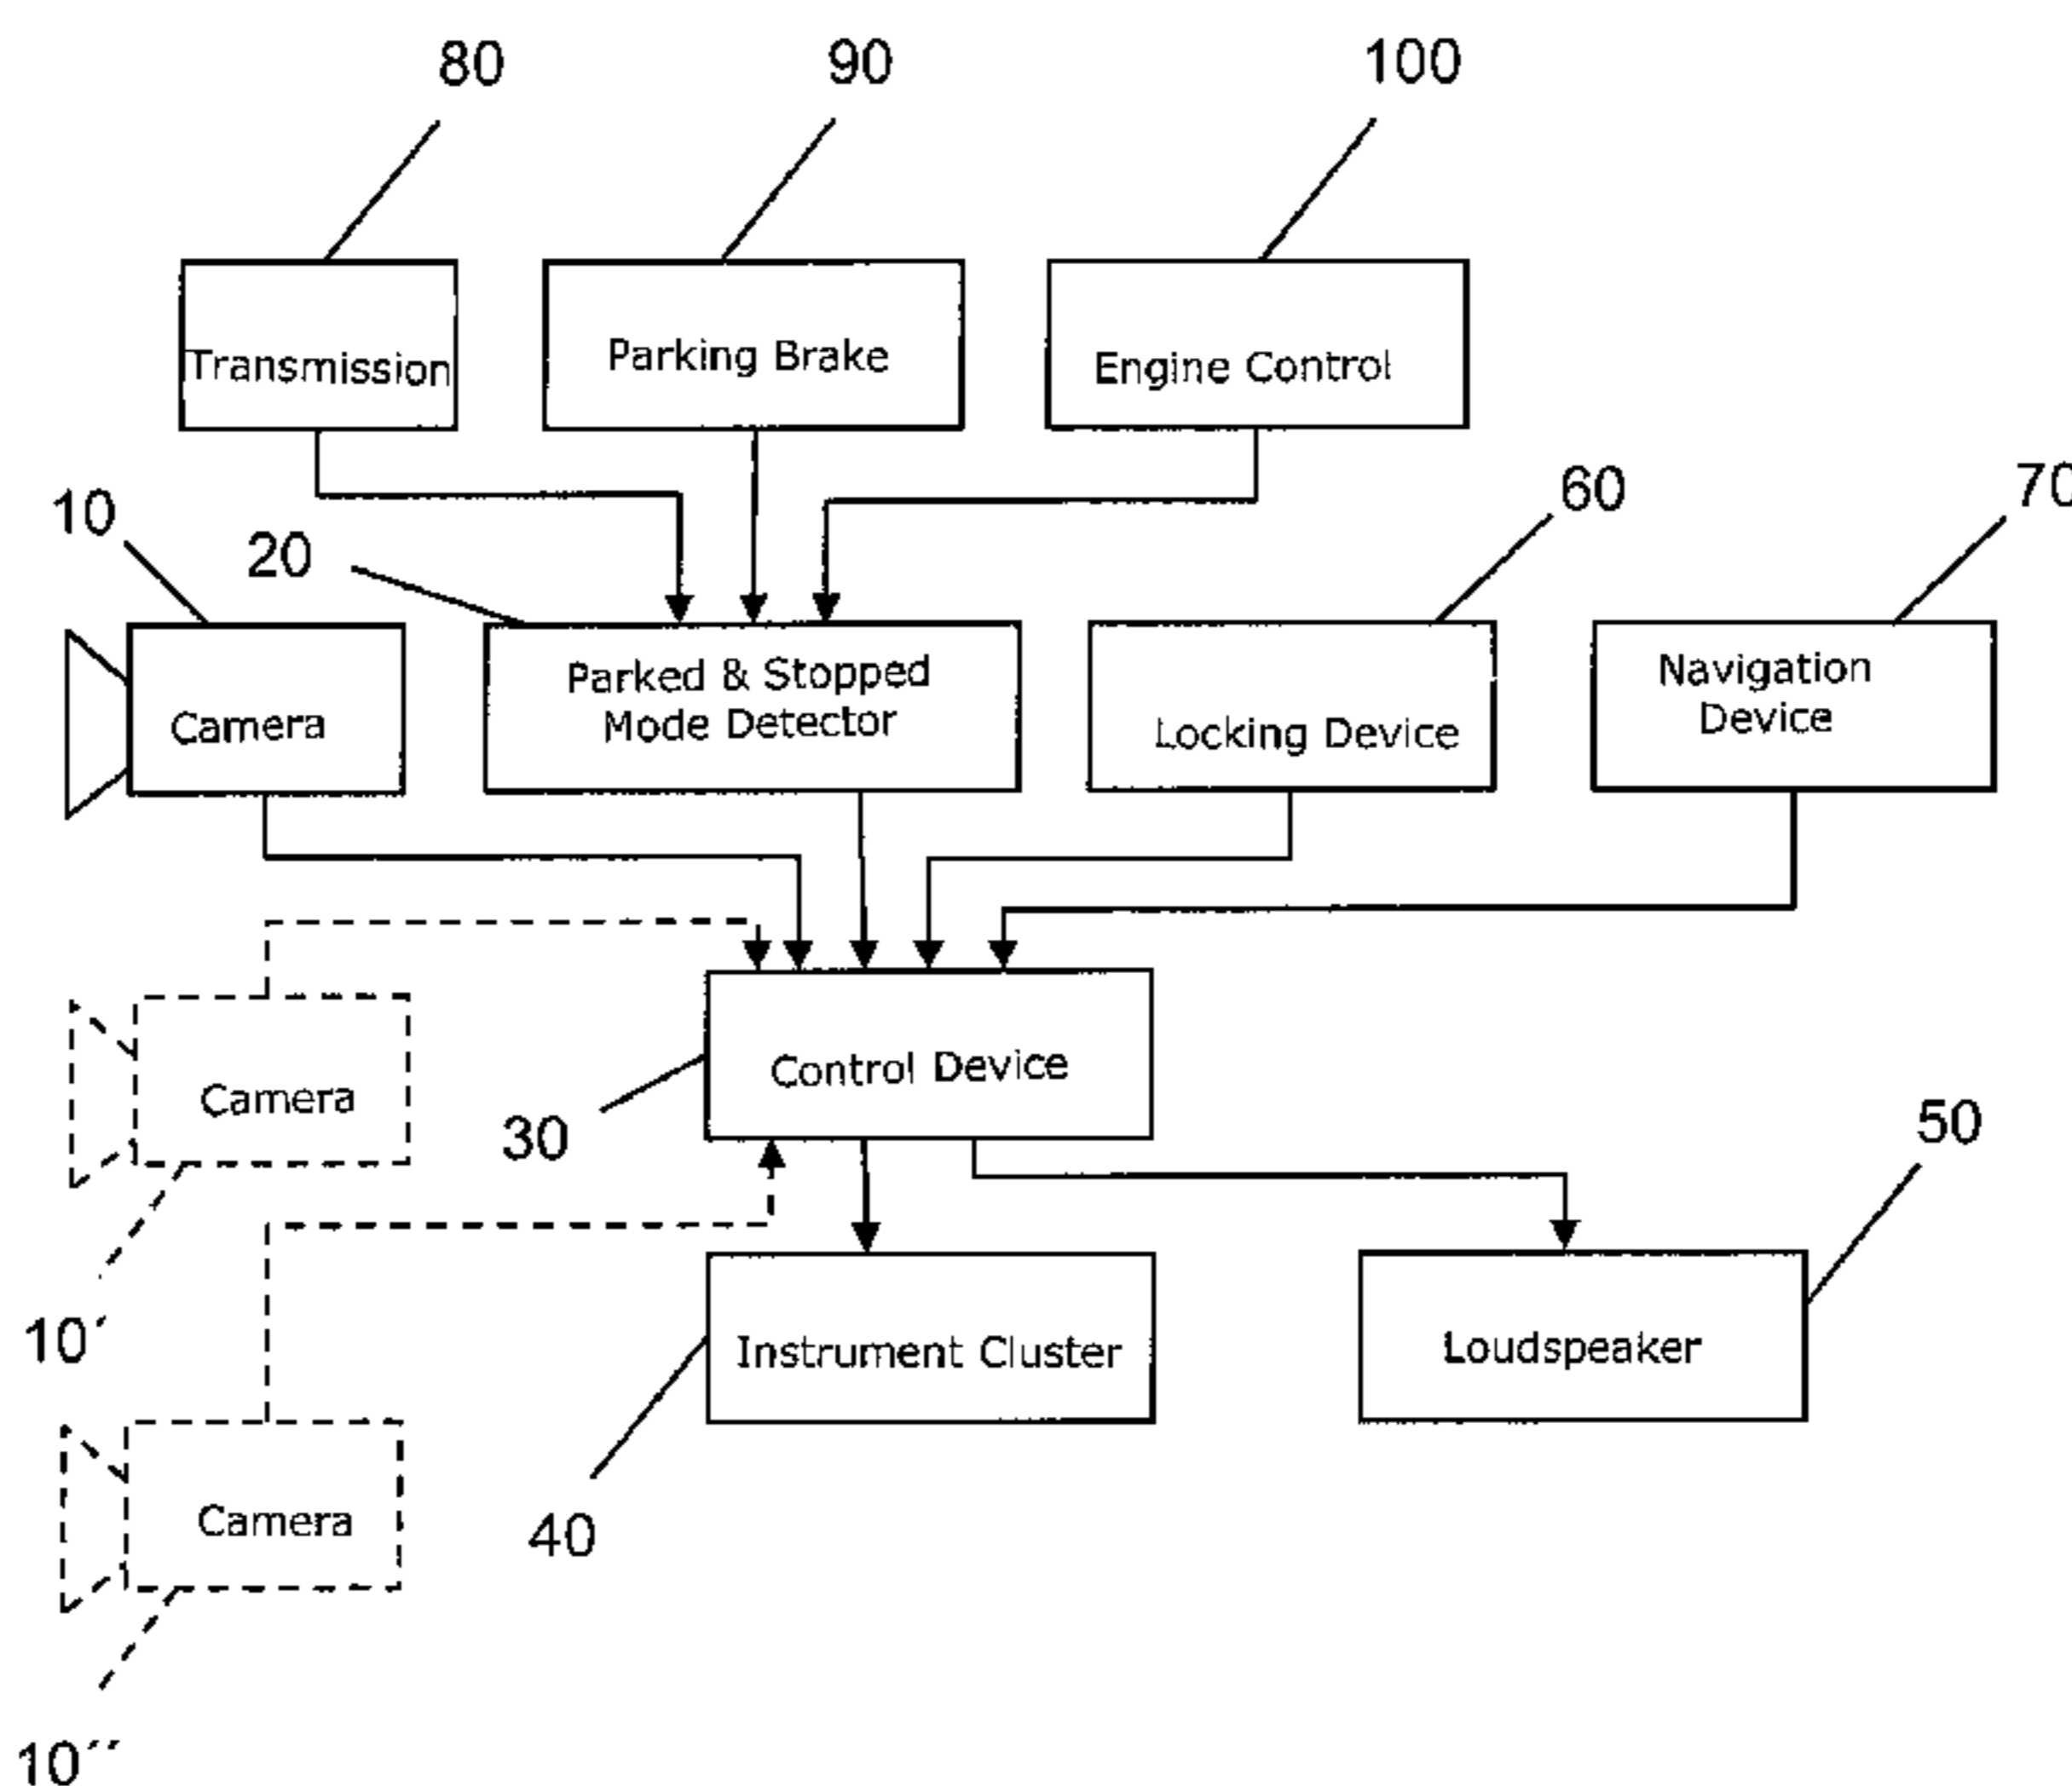 80
90
100
Transmission
Parking Brake
Engine Control
10
20
60
70
Camera
Parked & Stopped
Mode Detector
Locking Device
Navigation
Device
Camera
Control Device
30
50
10´
Instrument Cluster
Loudspeaker
Camera
40
10´´